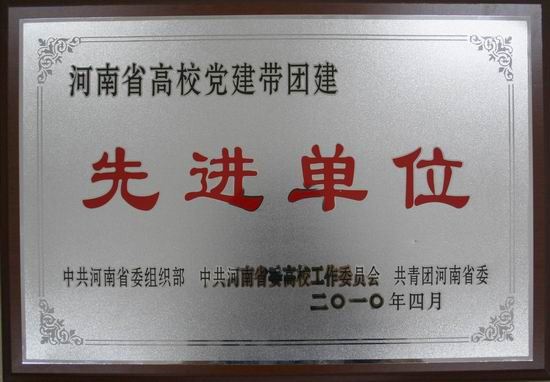 河南省高校党建带团建
先进单位
中共河南省委组织部 中共河南省委高校工作委员会 共青团河南省委
二〇一〇年四月